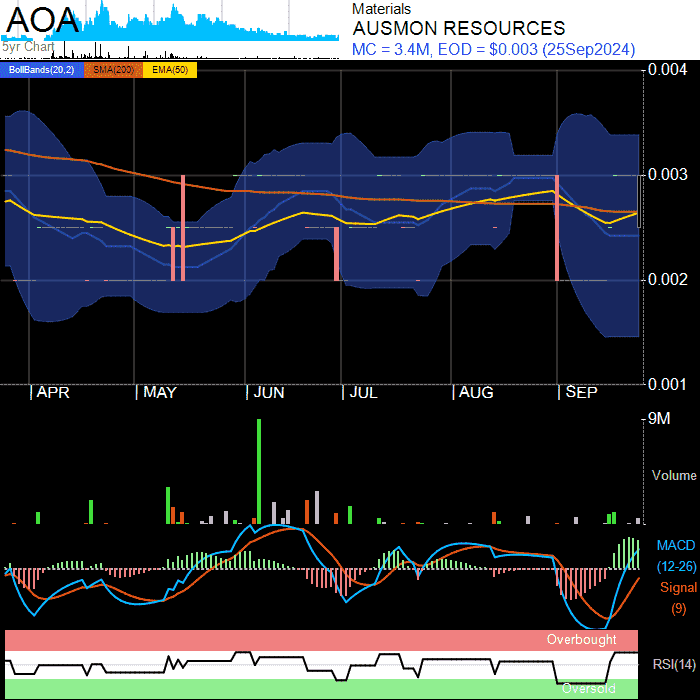 AOA
5yr Chart
Materials
AUSMON RESOURCES
MC = 3.4M, EOD = $0.003 (25Sep2024)
BollBands(20,2) SMA(200) EMA(50)
0.004
0.003
0.002
0.001
APR MAY JUN JUL AUG SEP
9M
Volume
MACD
(12-26)
Signal
(9)
Overbought
RSI(14)
Oversold